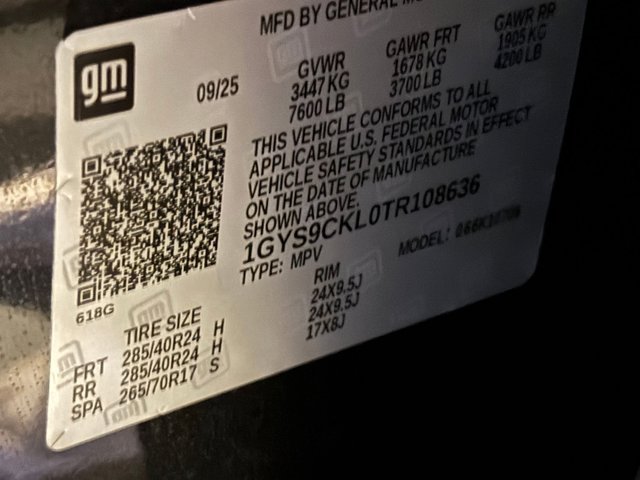 MFD BY GENERAL
gm
09/25
GVWR
3447 KG
7600 LB
GAWR FRT
1678 KG
3700 LB
GAWR RR
1905 KG
4200 LB
THIS VEHICLE CONFORMS TO ALL
APPLICABLE U.S. FEDERAL MOTOR
VEHICLE SAFETY STANDARDS IN EFFECT
ON THE DATE OF MANUFACTURE
SHOWN ABOVE.
1GYS9CKL0TR108636
TYPE: MPV
MODEL:
618G
TIRE SIZE
RIM
FRT 285/40R24 H 24X9.5J
RR 285/40R24 H 24X9.5J
SPA 265/70R17 S 17X8J